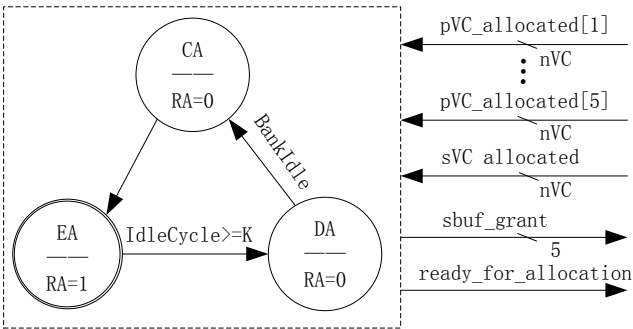 CA
RA=0
BankIdle
EA
RA=1
IdleCycle>=K
DA
RA=0
pVC_allocated[1]
nVC
pVC_allocated[5]
nVC
sVC allocated
nVC
sbuf_grant
5
ready_for_allocation